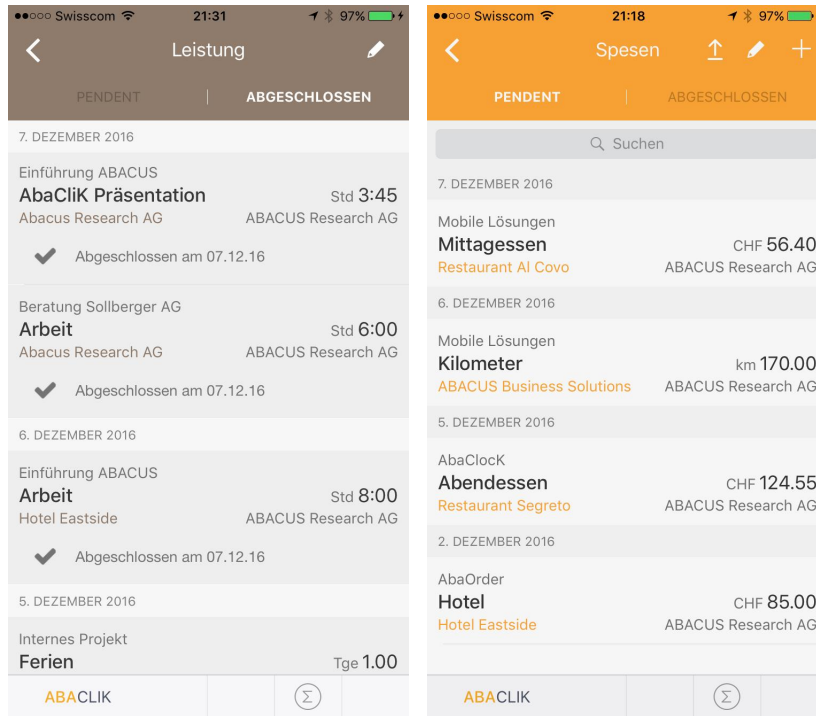 Swisscom 21:31 97%
Leistung
PENDENT | ABGESCHLOSSEN
7. DEZEMBER 2016
Einführung ABACUS
AbaCliK Präsentation Std 3:45
Abacus Research AG ABACUS Research AG
Abgeschlossen am 07.12.16
Beratung Sollberger AG
Arbeit Std 6:00
Abacus Research AG ABACUS Research AG
Abgeschlossen am 07.12.16
6. DEZEMBER 2016
Einführung ABACUS
Arbeit Std 8:00
Hotel Eastside ABACUS Research AG
Abgeschlossen am 07.12.16
5. DEZEMBER 2016
Internes Projekt
Ferien Tge 1.00
ABACLIK Σ
Swisscom 21:18 97%
Spesen
PENDENT | ABGESCHLOSSEN
Suchen
7. DEZEMBER 2016
Mobile Lösungen
Mittagessen CHF 56.40
Restaurant Al Covo ABACUS Research AG
6. DEZEMBER 2016
Mobile Lösungen
Kilometer km 170.00
ABACUS Business Solutions ABACUS Research AG
5. DEZEMBER 2016
AbaClocK
Abendessen CHF 124.55
Restaurant Segreto ABACUS Research AG
2. DEZEMBER 2016
AbaOrder
Hotel CHF 85.00
Hotel Eastside ABACUS Research AG
ABACLIK Σ